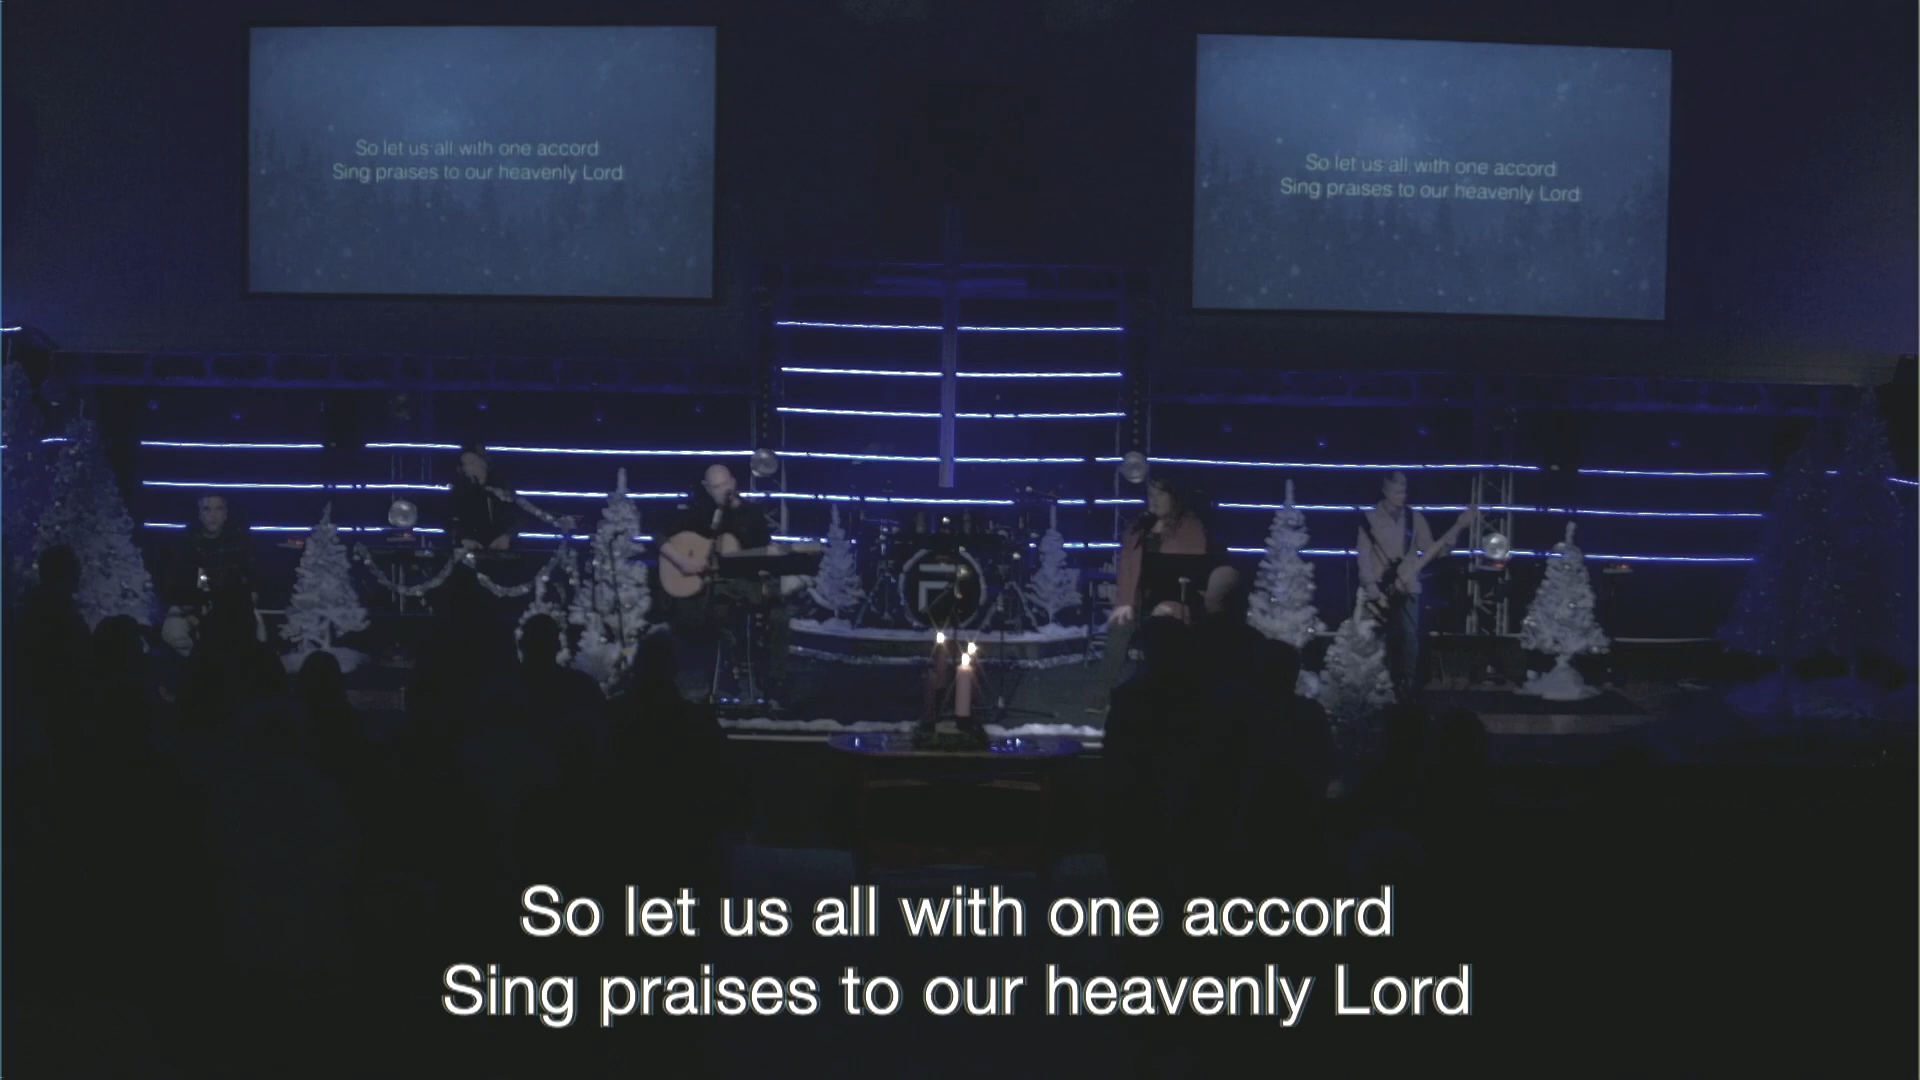 So let us all with one accord
Sing praises to our heavenly Lord
So let us all with one accord
Sing praises to our heavenly Lord
F
So let us all with one accord
Sing praises to our heavenly Lord